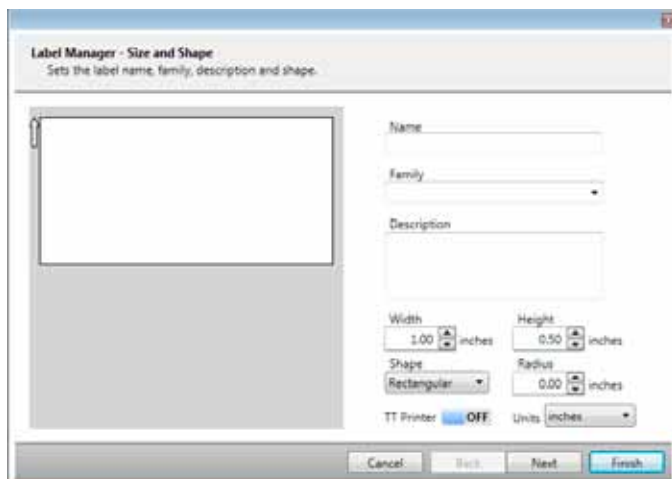 Label Manager - Size and Shape
Sets the label name, family, description and shape.
Name
Family
Description
Width Height
1.00 inches 0.50 inches
Shape Radius
Rectangular 0.00 inches
TT Printer OFF Units inches
Cancel Back Next Finish